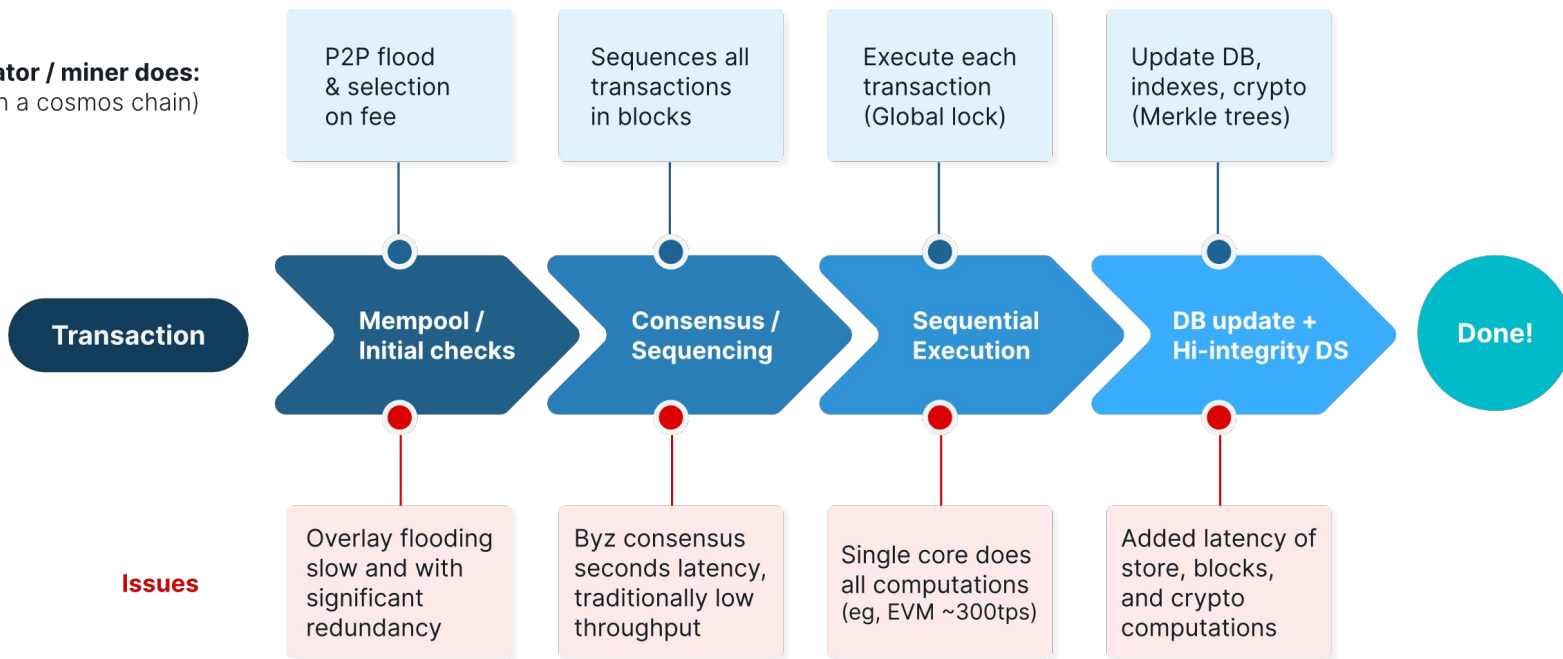 ator / miner does:
n a cosmos chain)
P2P flood
& selection
on fee
Sequences all
transactions
in blocks
Execute each
transaction
(Global lock)
Update DB,
indexes, crypto
(Merkle trees)
Transaction
Mempool /
Initial checks
Consensus /
Sequencing
Sequential
Execution
DB update +
Hi-integrity DS
Done!
Issues
Overlay flooding
slow and with
significant
redundancy
Byz consensus
seconds latency,
traditionally low
throughput
Single core does
all computations
(eg, EVM ~300tps)
Added latency of
store, blocks,
and crypto
computations